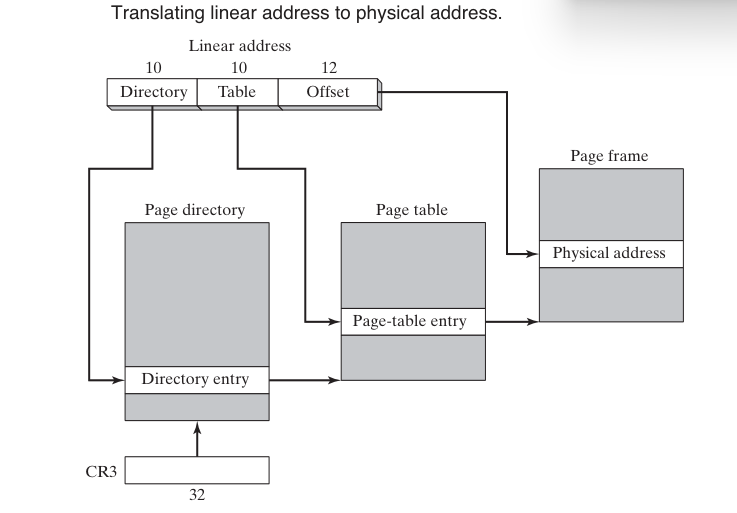 Translating linear address to physical address.
Linear address
10 10 12
Directory Table Offset
Page frame
Physical address
Page directory
Page table
Page-table entry
Directory entry
CR3
32